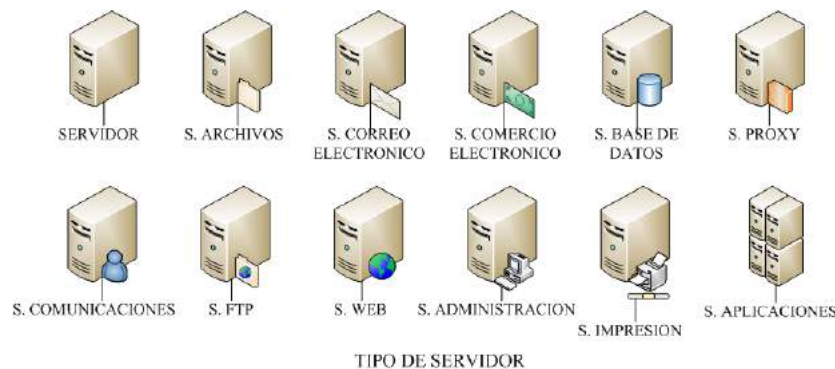 SERVIDOR
S. ARCHIVOS
S. CORREO
ELECTRONICO
S. COMERCIO
ELECTRONICO
S. BASE DE
DATOS
S. PROXY
S. COMUNICACIONES
S. FTP
S. WEB
S. ADMINISTRACION
S. IMPRESION
S. APLICACIONES
TIPO DE SERVIDOR